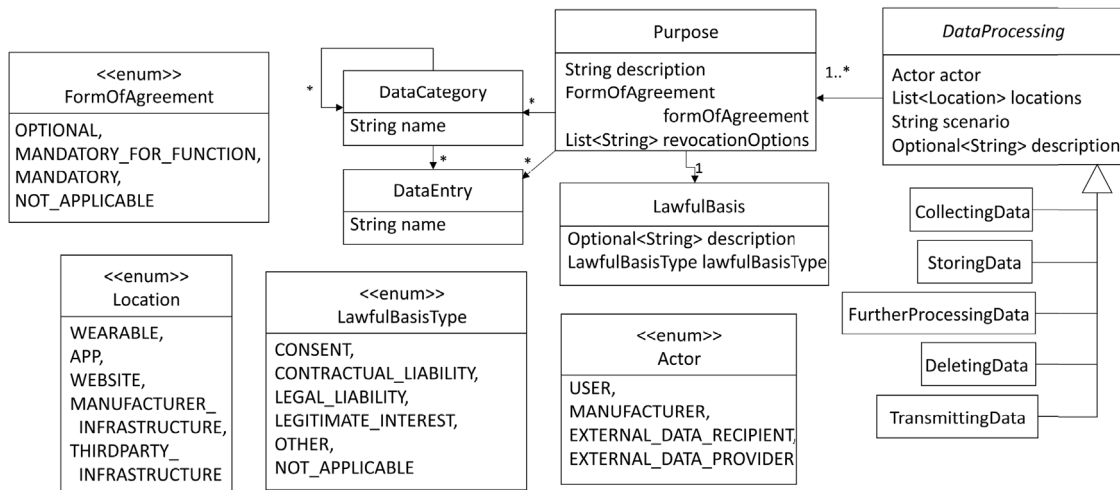 <<enum>>
FormOfAgreement
OPTIONAL,
MANDATORY_FOR_FUNCTION,
MANDATORY,
NOT_APPLICABLE
*
DataCategory
String name
*
*
*
DataEntry
String name
Purpose
String description
FormOfAgreement
formOfAgreement
List<String> revocationOptions
1
LawfulBasis
Optional<String> description
LawfulBasisType lawfulBasisType
1..*
DataProcessing
Actor actor
List<Location> locations
String scenario
Optional<String> description
CollectingData
StoringData
FurtherProcessingData
DeletingData
TransmittingData
<<enum>>
Location
WEARABLE,
APP,
WEBSITE,
MANUFACTURER_
INFRASTRUCTURE,
THIRDPARTY_
INFRASTRUCTURE
<<enum>>
LawfulBasisType
CONSENT,
CONTRACTUAL_LIABILITY,
LEGAL_LIABILITY,
LEGITIMATE_INTEREST,
OTHER,
NOT_APPLICABLE
<<enum>>
Actor
USER,
MANUFACTURER,
EXTERNAL_DATA_RECIPIENT,
EXTERNAL_DATA_PROVIDER